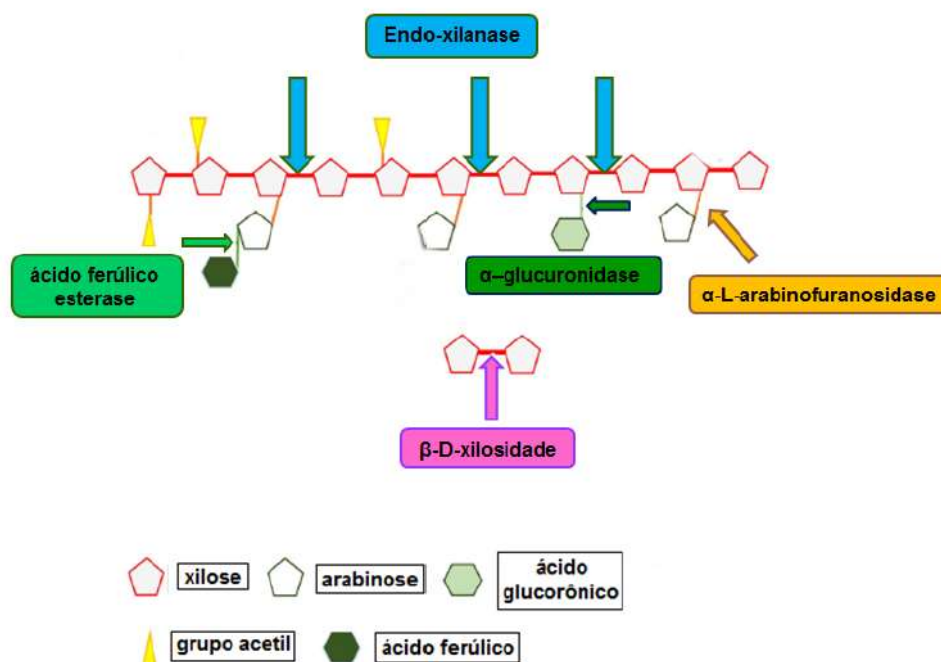 Endo-xilanase
ácido ferúlico
esterase
α–glucuronidase
α-L-arabinofuranosidase
β-D-xilosidade
xilose
arabinose
ácido
glucorônico
grupo acetil
ácido ferúlico